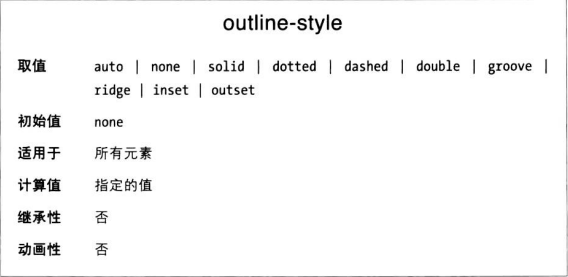 outline-style
取值 auto | none | solid | dotted | dashed | double | groove |
ridge | inset | outset
初始值 none
适用于 所有元素
计算值 指定的值
继承性 否
动画性 否